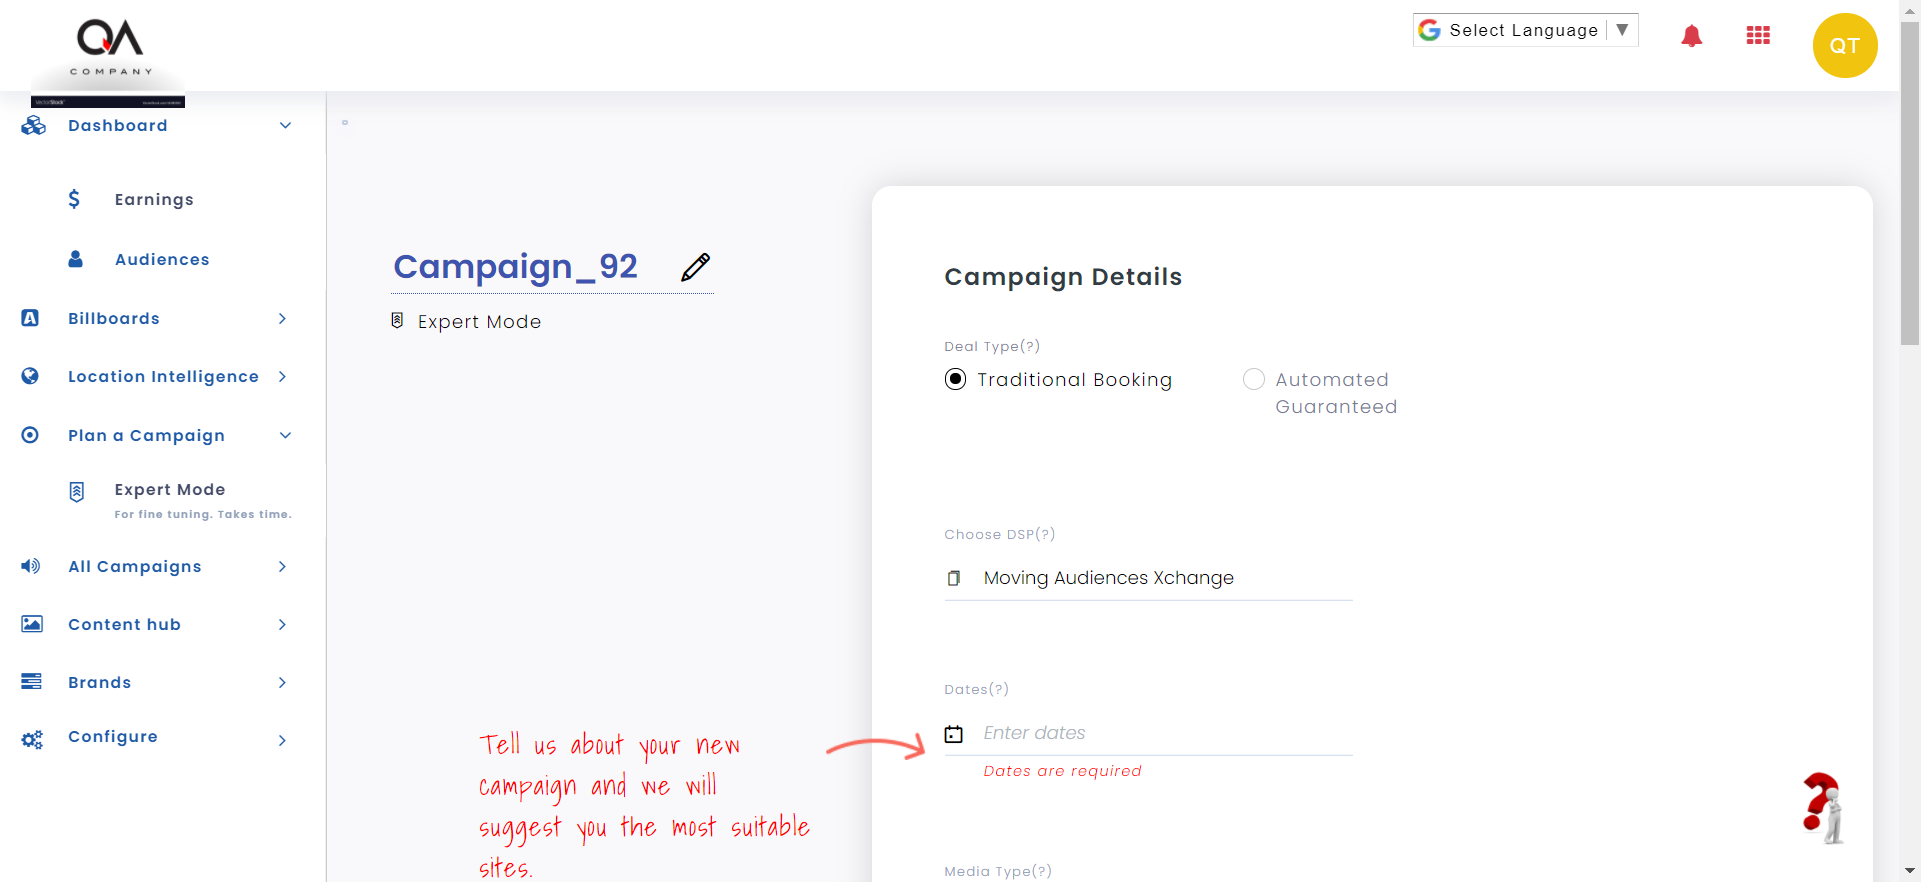 QA
COMPANY
Select Language
QT
Dashboard
Earnings
Audiences
Billboards
Location Intelligence
Plan a Campaign
Expert Mode
For fine tuning. Takes time.
All Campaigns
Content hub
Brands
Configure
Campaign_92
Expert Mode
Tell us about your new
campaign and we will
suggest you the most suitable
sites.
Campaign Details
Deal Type(?)
Traditional Booking
Automated
Guaranteed
Choose DSP(?)
Moving Audiences Xchange
Dates(?)
Enter dates
Dates are required
Media Type(?)